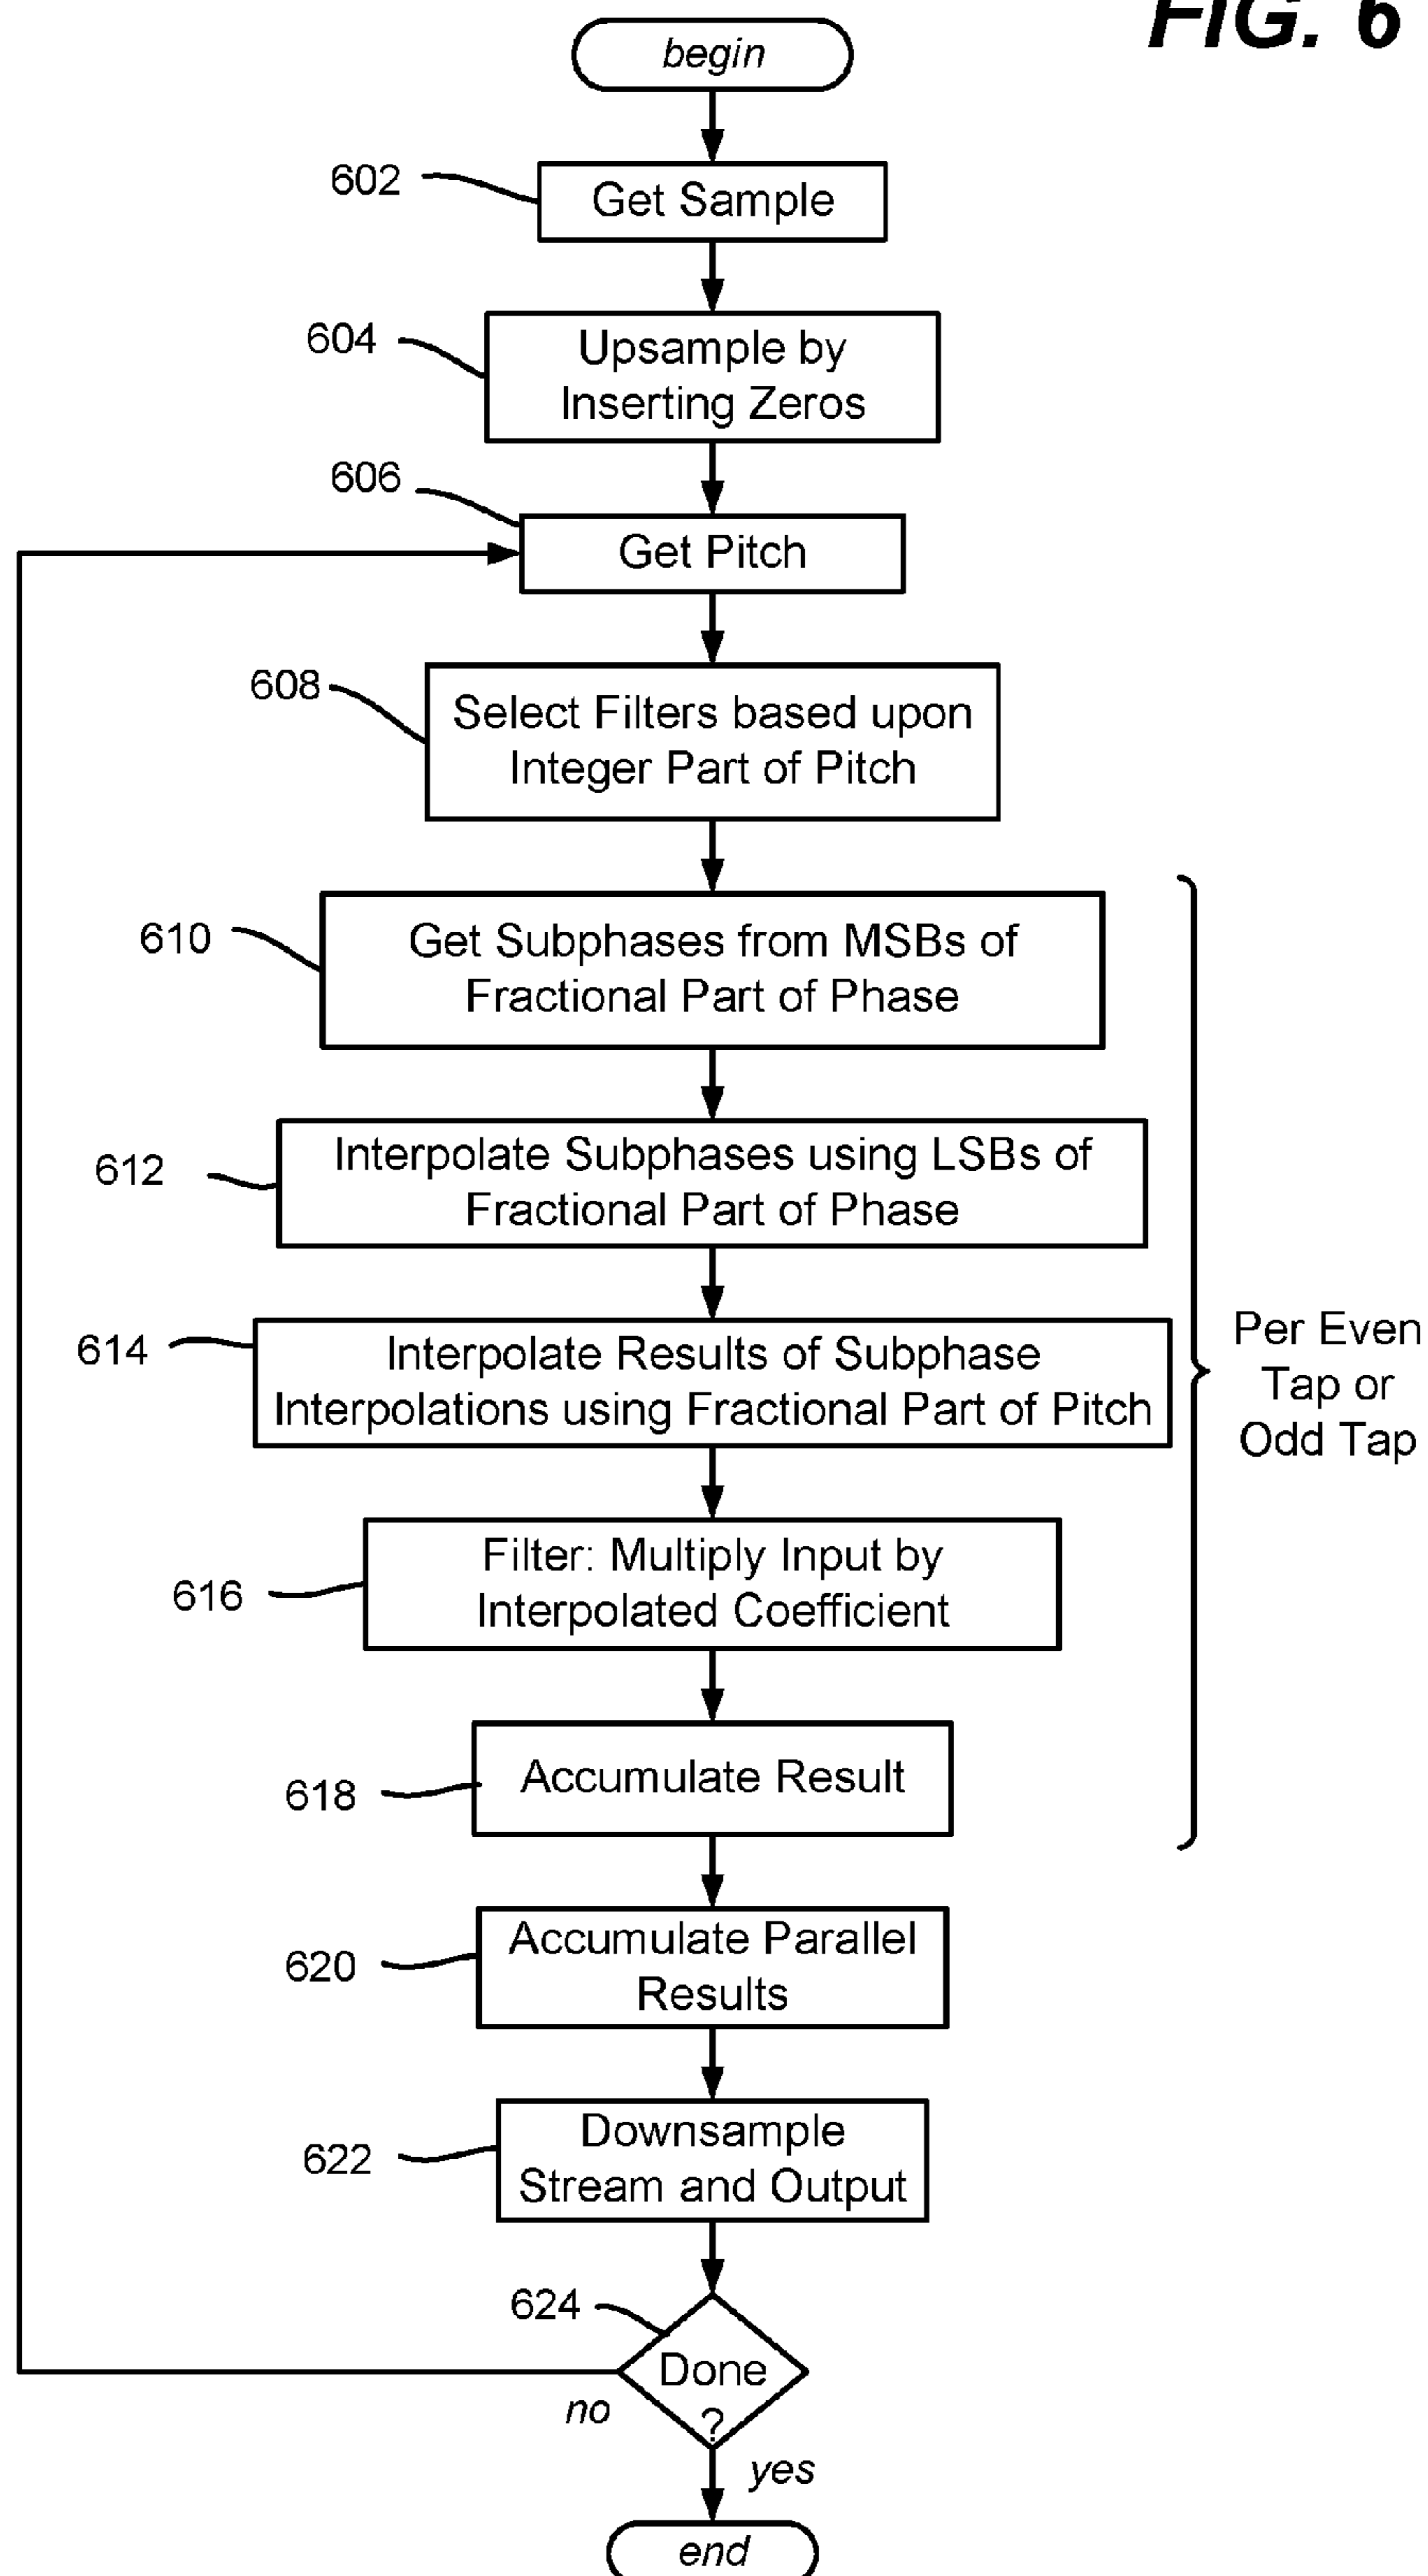 FIG. 6
begin
602
Get Sample
604
Upsample by
Inserting Zeros
606
Get Pitch
608
Select Filters based upon
Integer Part of Pitch
610
Get Subphases from MSBs of
Fractional Part of Phase
612
Interpolate Subphases using LSBs of
Fractional Part of Phase
614
Interpolate Results of Subphase
Interpolations using Fractional Part of Pitch
Per Even
Tap or
Odd Tap
616
Filter: Multiply Input by
Interpolated Coefficient
618
Accumulate Result
620
Accumulate Parallel
Results
622
Downsample
Stream and Output
624
Done
?
no
yes
end